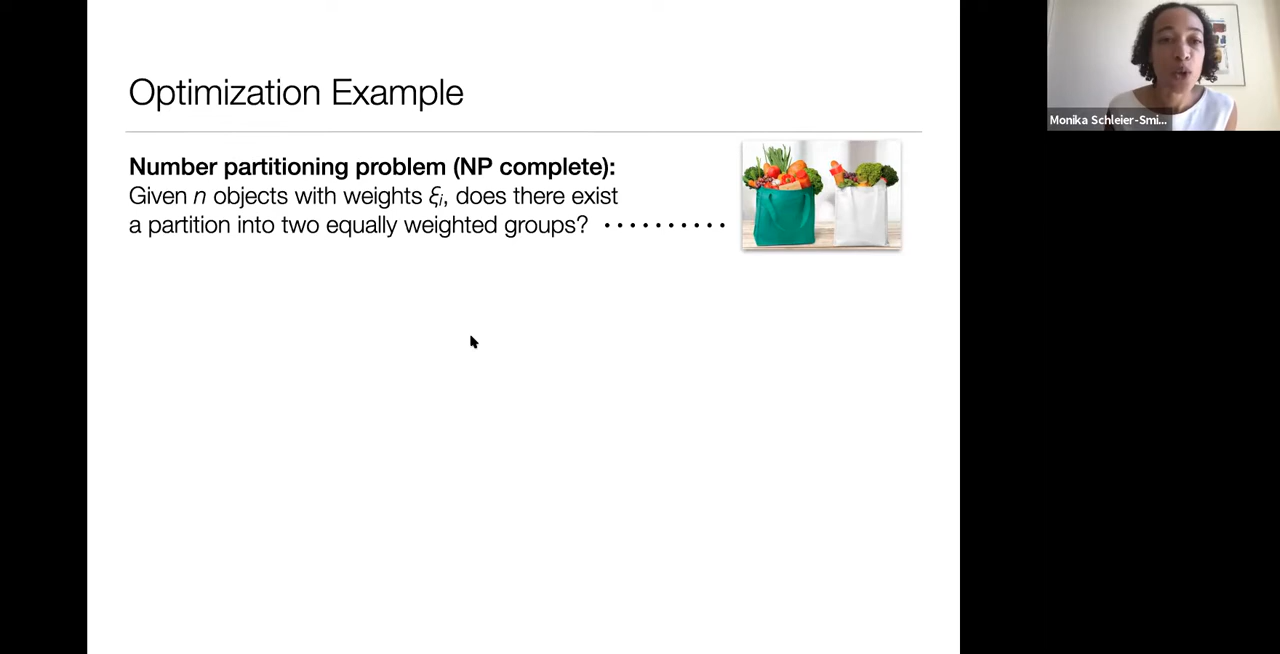 Optimization Example
Number partitioning problem (NP complete):
Given n objects with weights ξᵢ, does there exist
a partition into two equally weighted groups? ..........
Monika Schleier-Smi...